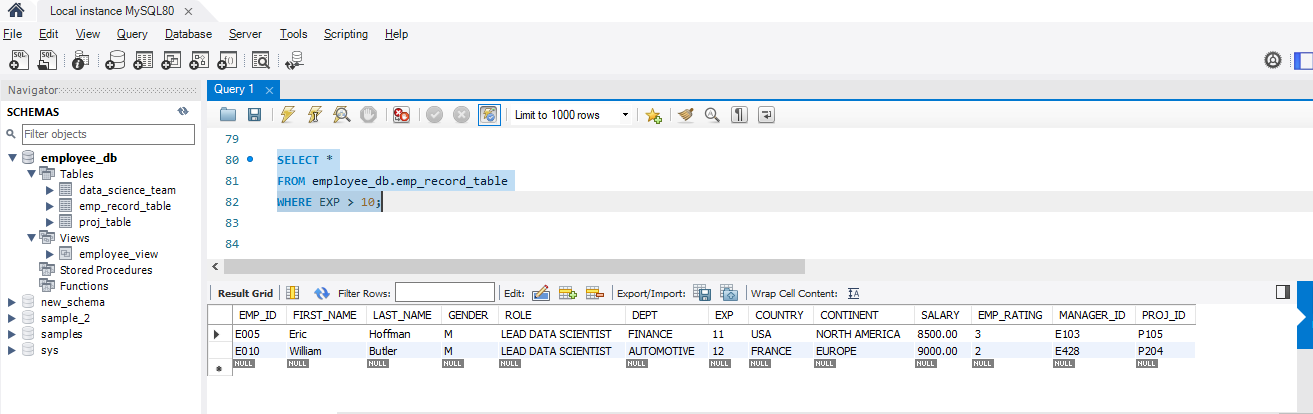 Local instance MySQL80
File Edit View Query Database Server Tools Scripting Help
Navigator
SCHEMAS
Filter objects
employee_db
Tables
data_science_team
emp_record_table
proj_table
Views
employee_view
Stored Procedures
Functions
new_schema
sample_2
samples
sys
Query 1
Limit to 1000 rows
79
80 SELECT *
81 FROM employee_db.emp_record_table
82 WHERE EXP > 10;
83
84
Result Grid Filter Rows: Edit: Export/Import: Wrap Cell Content:
EMP_ID FIRST_NAME LAST_NAME GENDER ROLE DEPT EXP COUNTRY CONTINENT SALARY EMP_RATING MANAGER_ID PROJ_ID
E005 Eric Hoffman M LEAD DATA SCIENTIST FINANCE 11 USA NORTH AMERICA 8500.00 3 E103 P105
E010 William Butler M LEAD DATA SCIENTIST AUTOMOTIVE 12 FRANCE EUROPE 9000.00 2 E428 P204
NULL NULL NULL NULL NULL NULL NULL NULL NULL NULL NULL NULL NULL